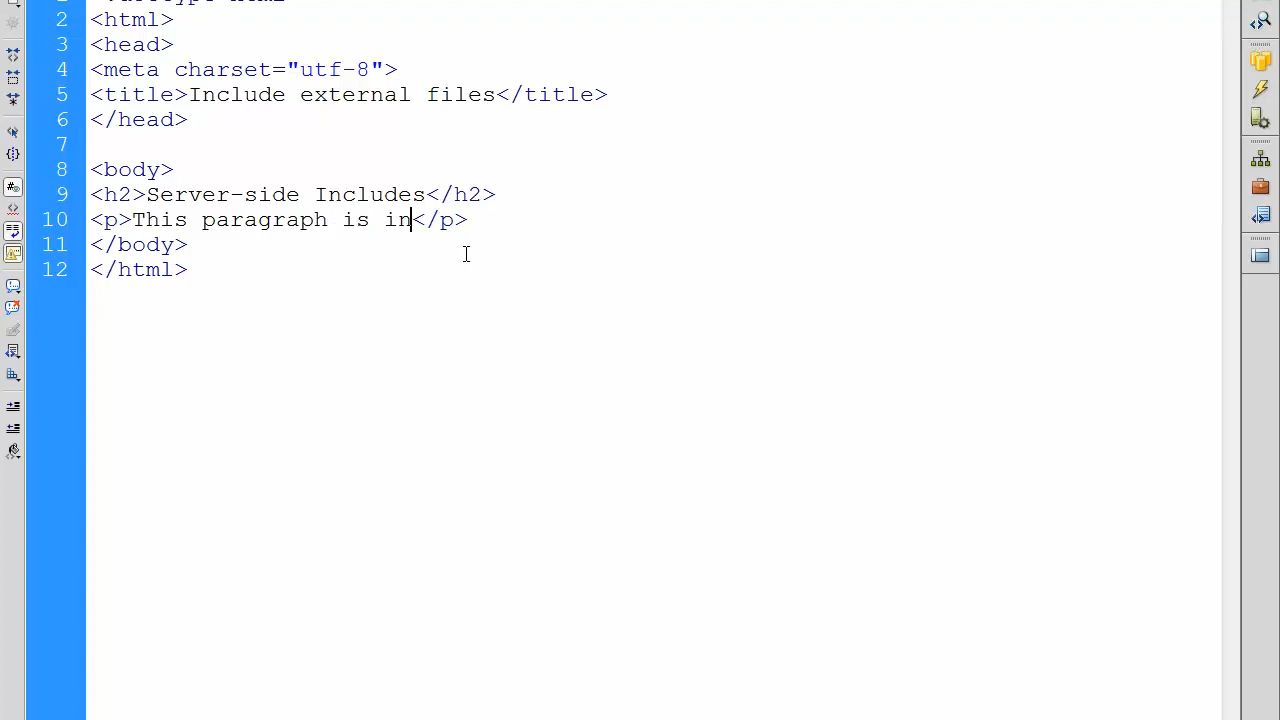 2 <html>
3 <head>
4 <meta charset="utf-8">
5 <title>Include external files</title>
6 </head>
7
8 <body>
9 <h2>Server-side Includes</h2>
10 <p>This paragraph is in</p>
11 </body>
12 </html>